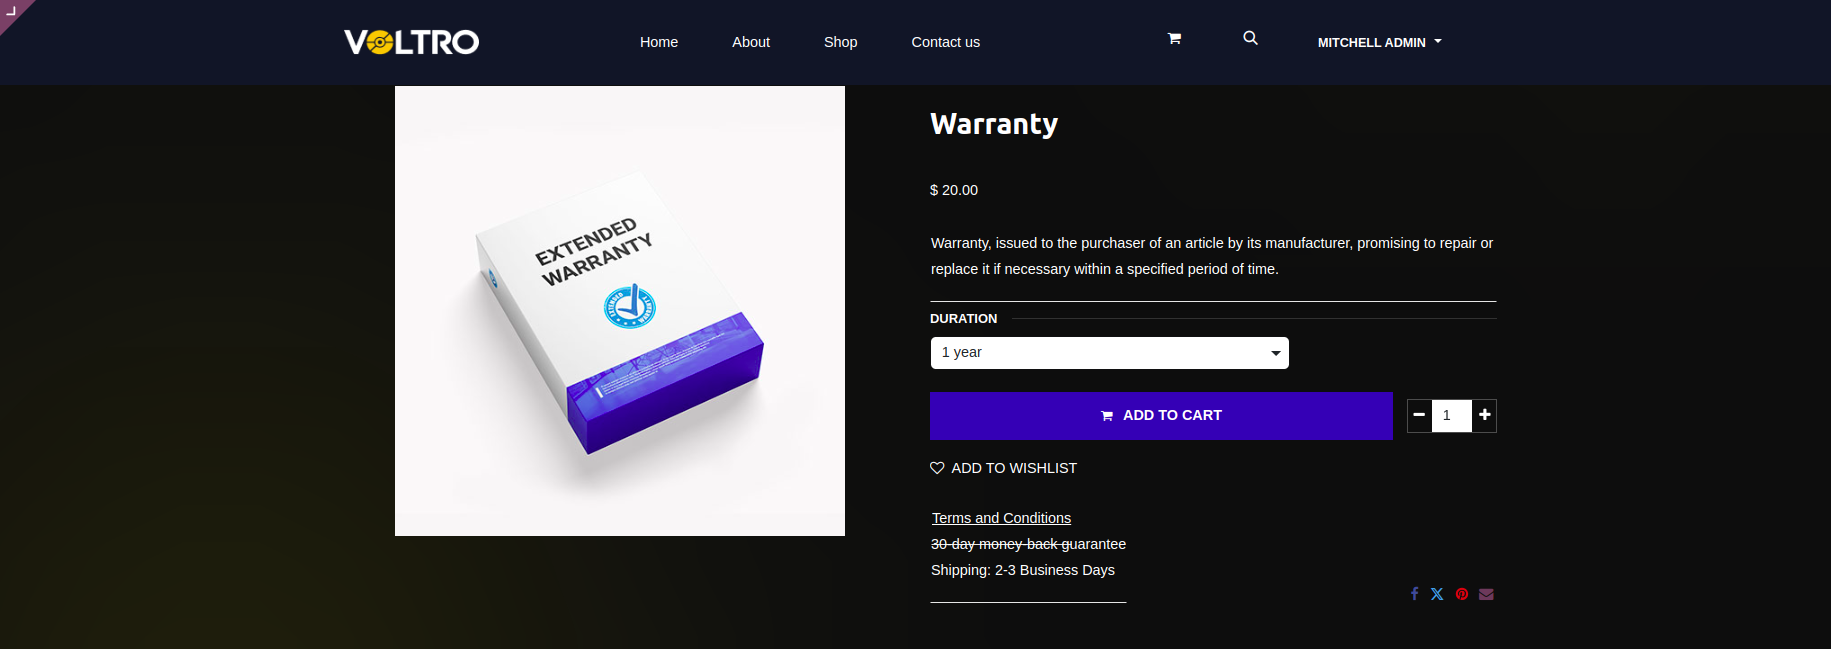 VOLTRO
Home
About
Shop
Contact us
MITCHELL ADMIN
EXTENDED
WARRANTY
Warranty
$ 20.00
Warranty, issued to the purchaser of an article by its manufacturer, promising to repair or
replace it if necessary within a specified period of time.
DURATION
1 year
ADD TO CART
1
ADD TO WISHLIST
Terms and Conditions
30-day money-back guarantee
Shipping: 2-3 Business Days